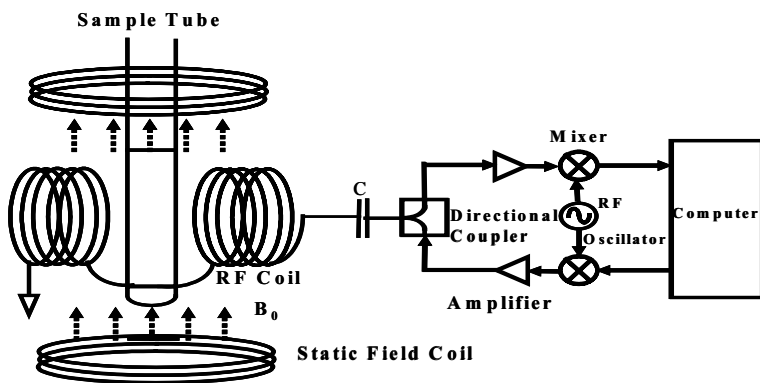 Sample Tube
Mixer
C
RF
Directional
Coupler
Computer
Oscillator
RF Coil
Amplifier
B0
Static Field Coil